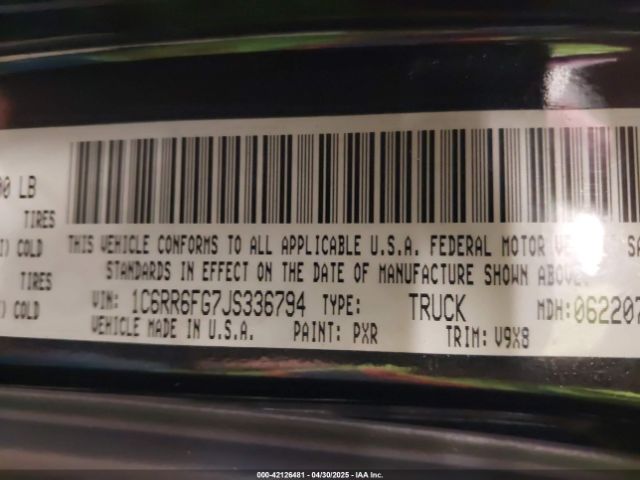 00 LB
TIRES
I) COLD
TIRES
) COLD
THIS VEHICLE CONFORMS TO ALL APPLICABLE U.S.A. FEDERAL MOTOR VE SA
STANDARDS IN EFFECT ON THE DATE OF MANUFACTURE SHOWN ABOVE.
VIN: 1C6RR6FG7JS336794 TYPE: TRUCK MDH: 062207
VEHICLE MADE IN U.S.A. PAINT: PXR TRIM: V9X8
000-42126481 - 04/30/2025 - IAA Inc.